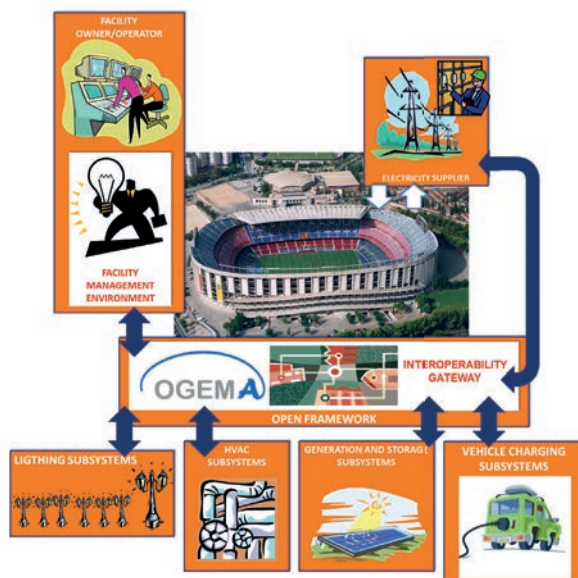 FACILITY
OWNER/OPERATOR
FACILITY
MANAGEMENT
ENVIRONMENT
ELECTRICITY SUPPLIER
OGEMA
INTEROPERABILITY
GATEWAY
OPEN FRAMEWORK
LIGTHING SUBSYSTEMS
HVAC
SUBSYSTEMS
GENERATION AND STORAGE
SUBSYSTEMS
VEHICLE CHARGING
SUBSYSTEMS